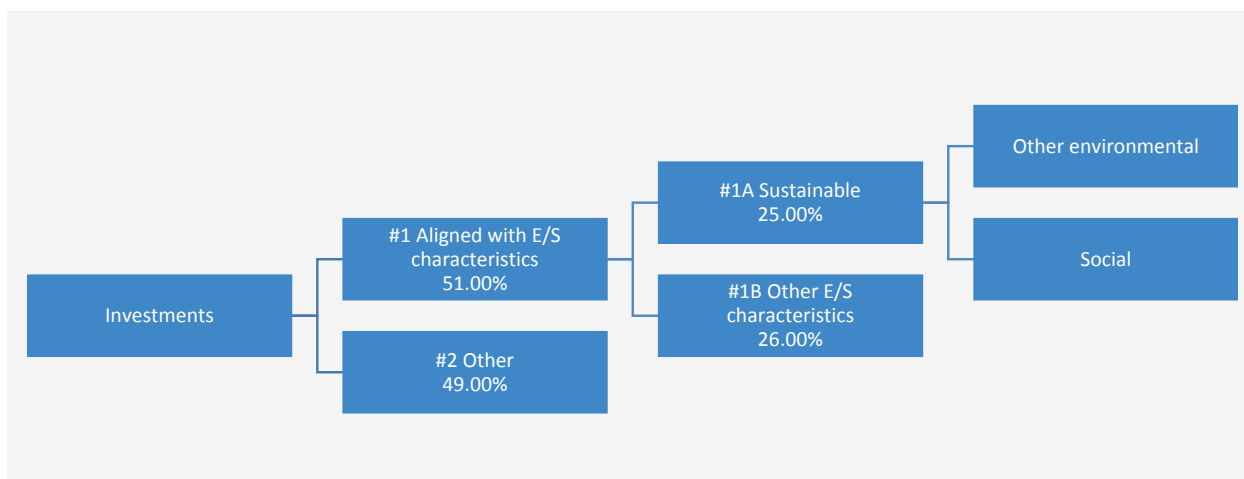 Investments
#1 Aligned with E/S
characteristics
51.00%
#2 Other
49.00%
#1A Sustainable
25.00%
#1B Other E/S
characteristics
26.00%
Other environmental
Social